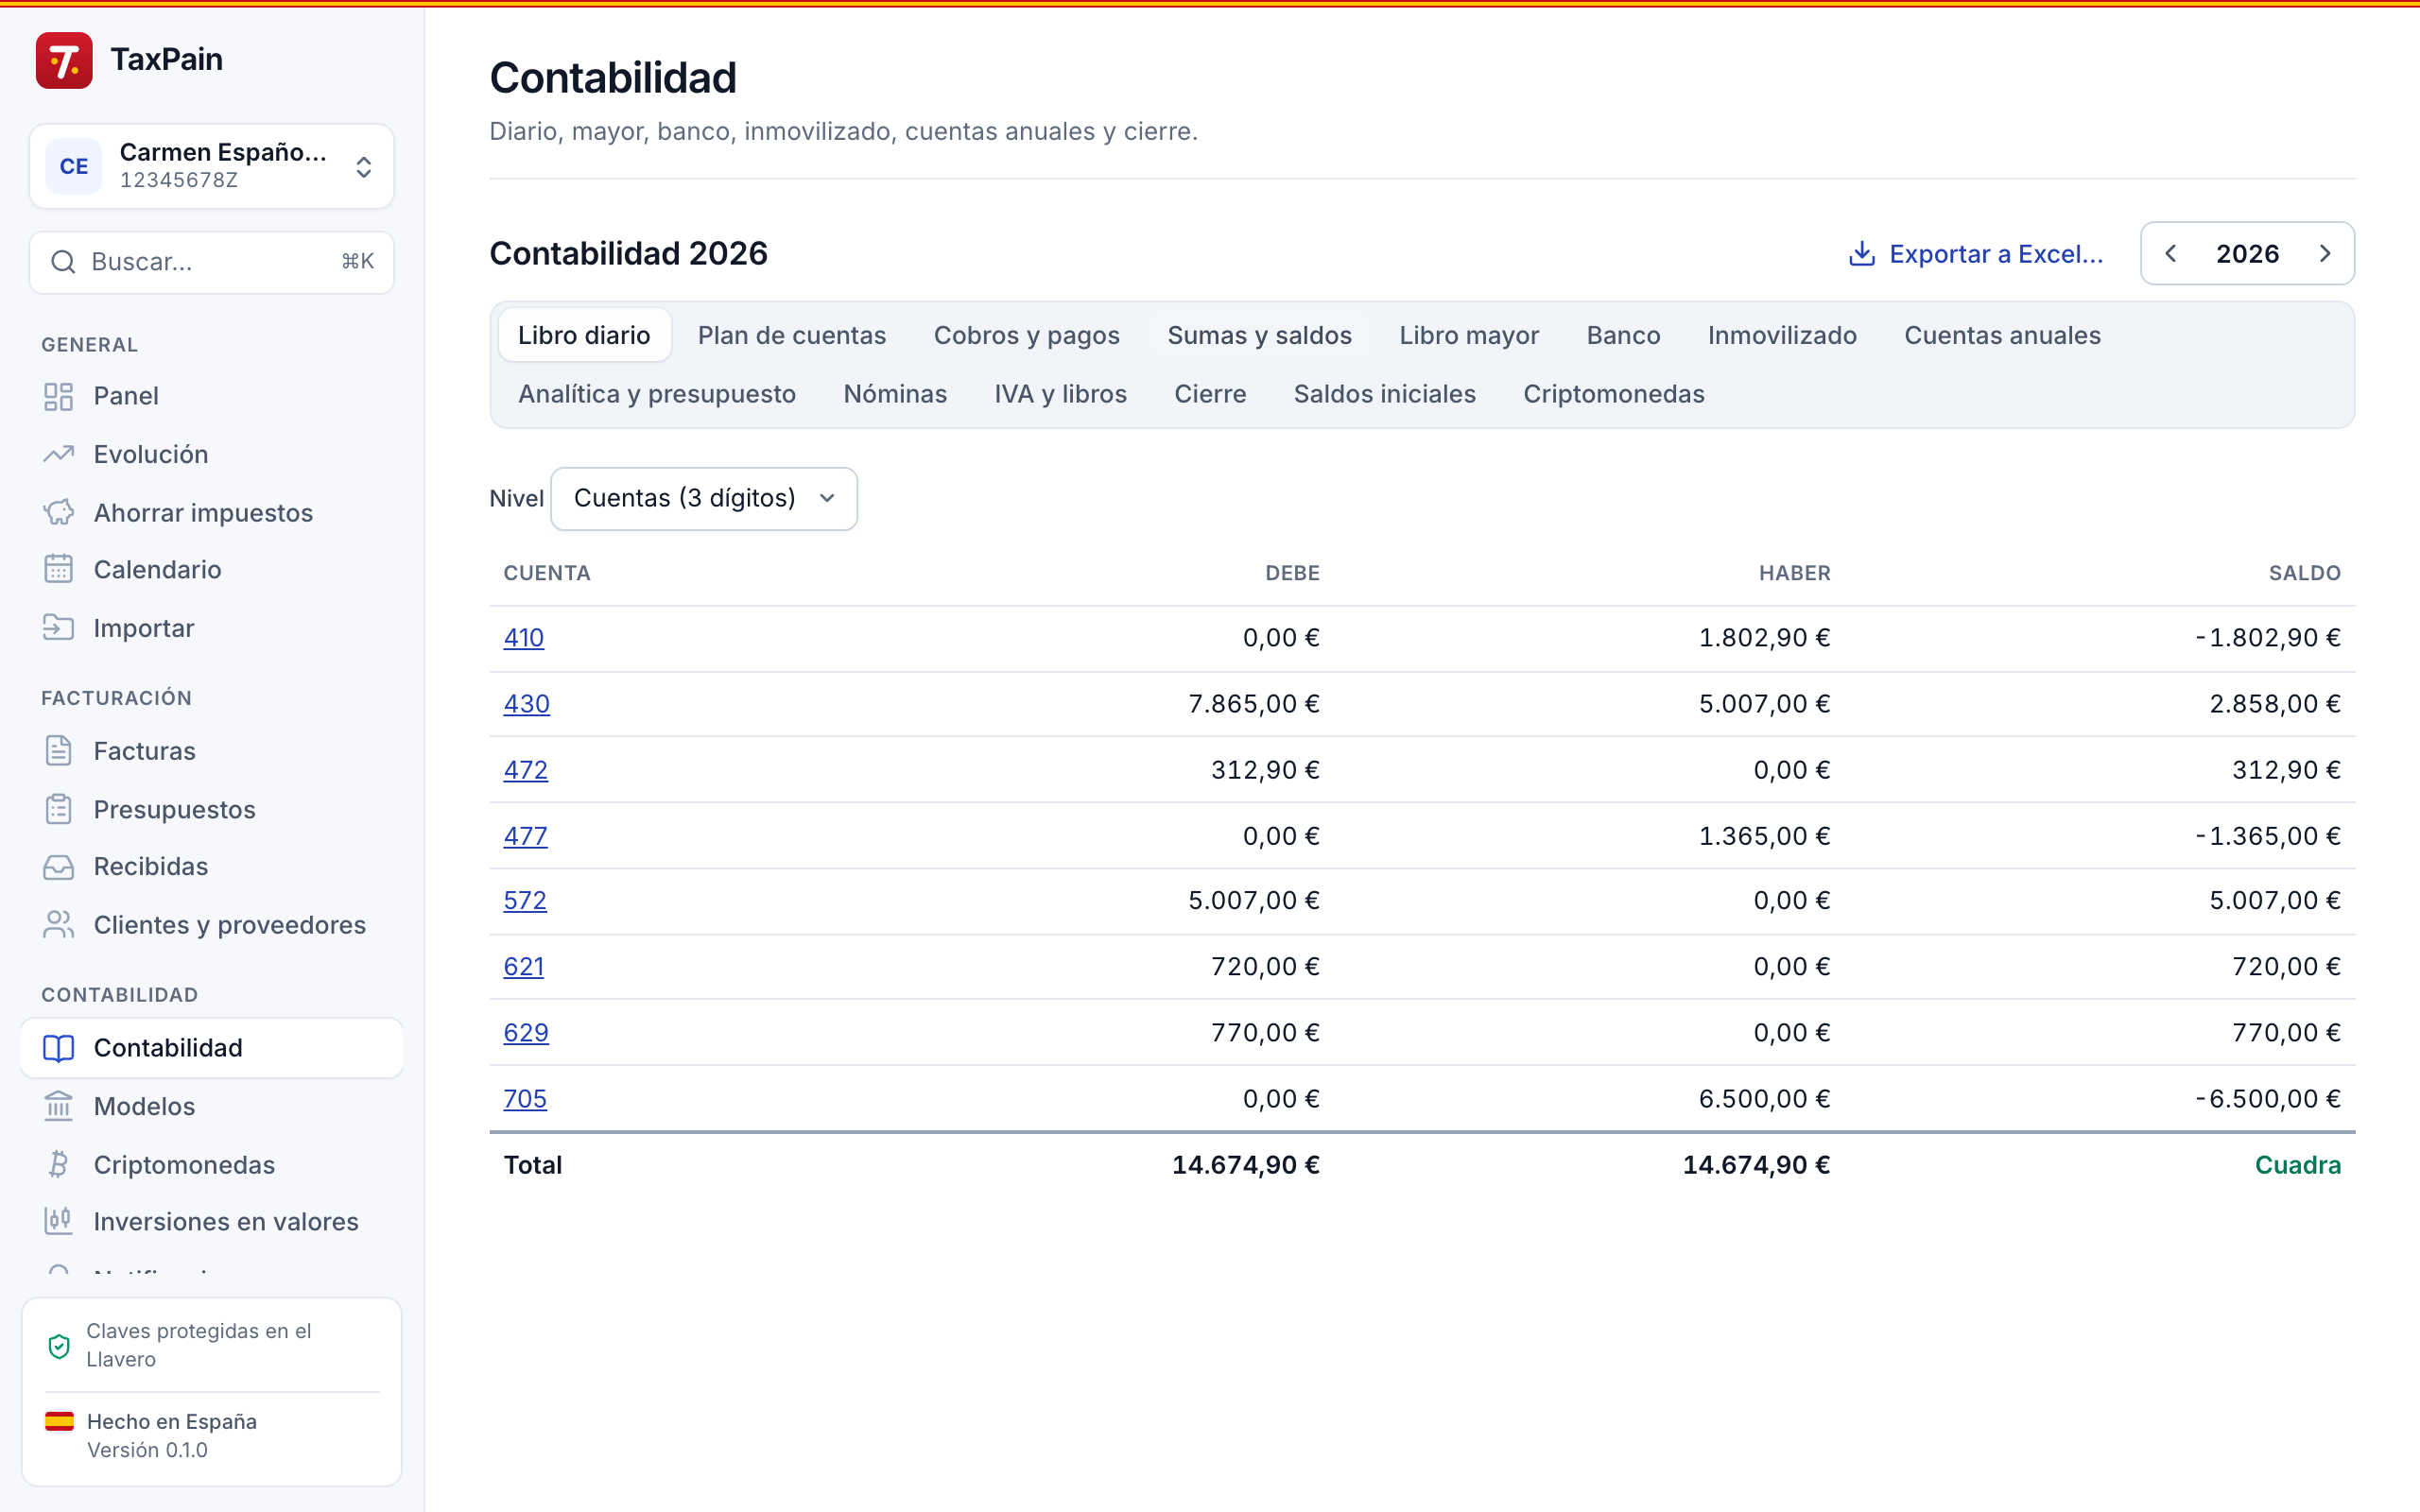 TaxPain
CE
Carmen Españo...
12345678Z
Buscar...
⌘K
GENERAL
Panel
Evolución
Ahorrar impuestos
Calendario
Importar
FACTURACIÓN
Facturas
Presupuestos
Recibidas
Clientes y proveedores
CONTABILIDAD
Contabilidad
Modelos
Criptomonedas
Inversiones en valores
Claves protegidas en el
Llavero
Hecho en España
Versión 0.1.0
Contabilidad
Diario, mayor, banco, inmovilizado, cuentas anuales y cierre.
Contabilidad 2026
Exportar a Excel...
2026
Libro diario Plan de cuentas Cobros y pagos Sumas y saldos Libro mayor Banco Inmovilizado Cuentas anuales
Analítica y presupuesto Nóminas IVA y libros Cierre Saldos iniciales Criptomonedas
Nivel Cuentas (3 dígitos)
CUENTA DEBE HABER SALDO
410 0,00 € 1.802,90 € -1.802,90 €
430 7.865,00 € 5.007,00 € 2.858,00 €
472 312,90 € 0,00 € 312,90 €
477 0,00 € 1.365,00 € -1.365,00 €
572 5.007,00 € 0,00 € 5.007,00 €
621 720,00 € 0,00 € 720,00 €
629 770,00 € 0,00 € 770,00 €
705 0,00 € 6.500,00 € -6.500,00 €
Total 14.674,90 € 14.674,90 € Cuadra